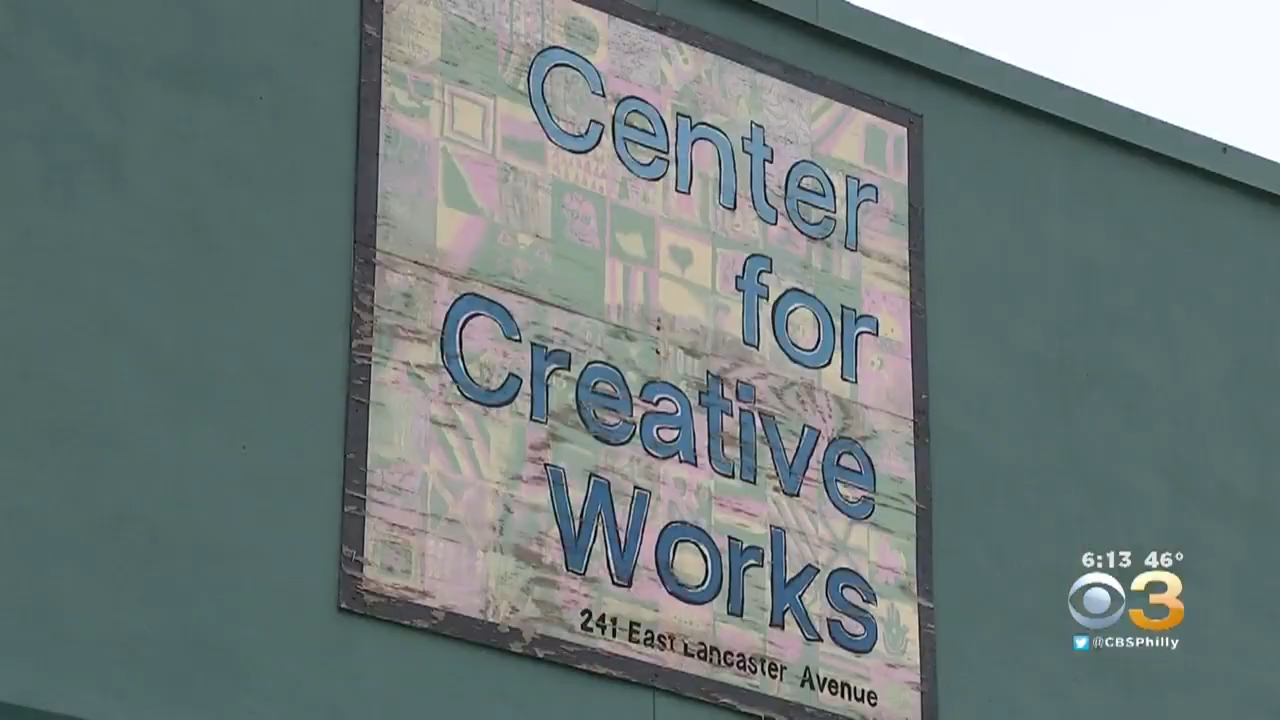 Center
for
Creative
Works
241 East Lancaster Avenue
6:13 46°
3
@CBSPhilly